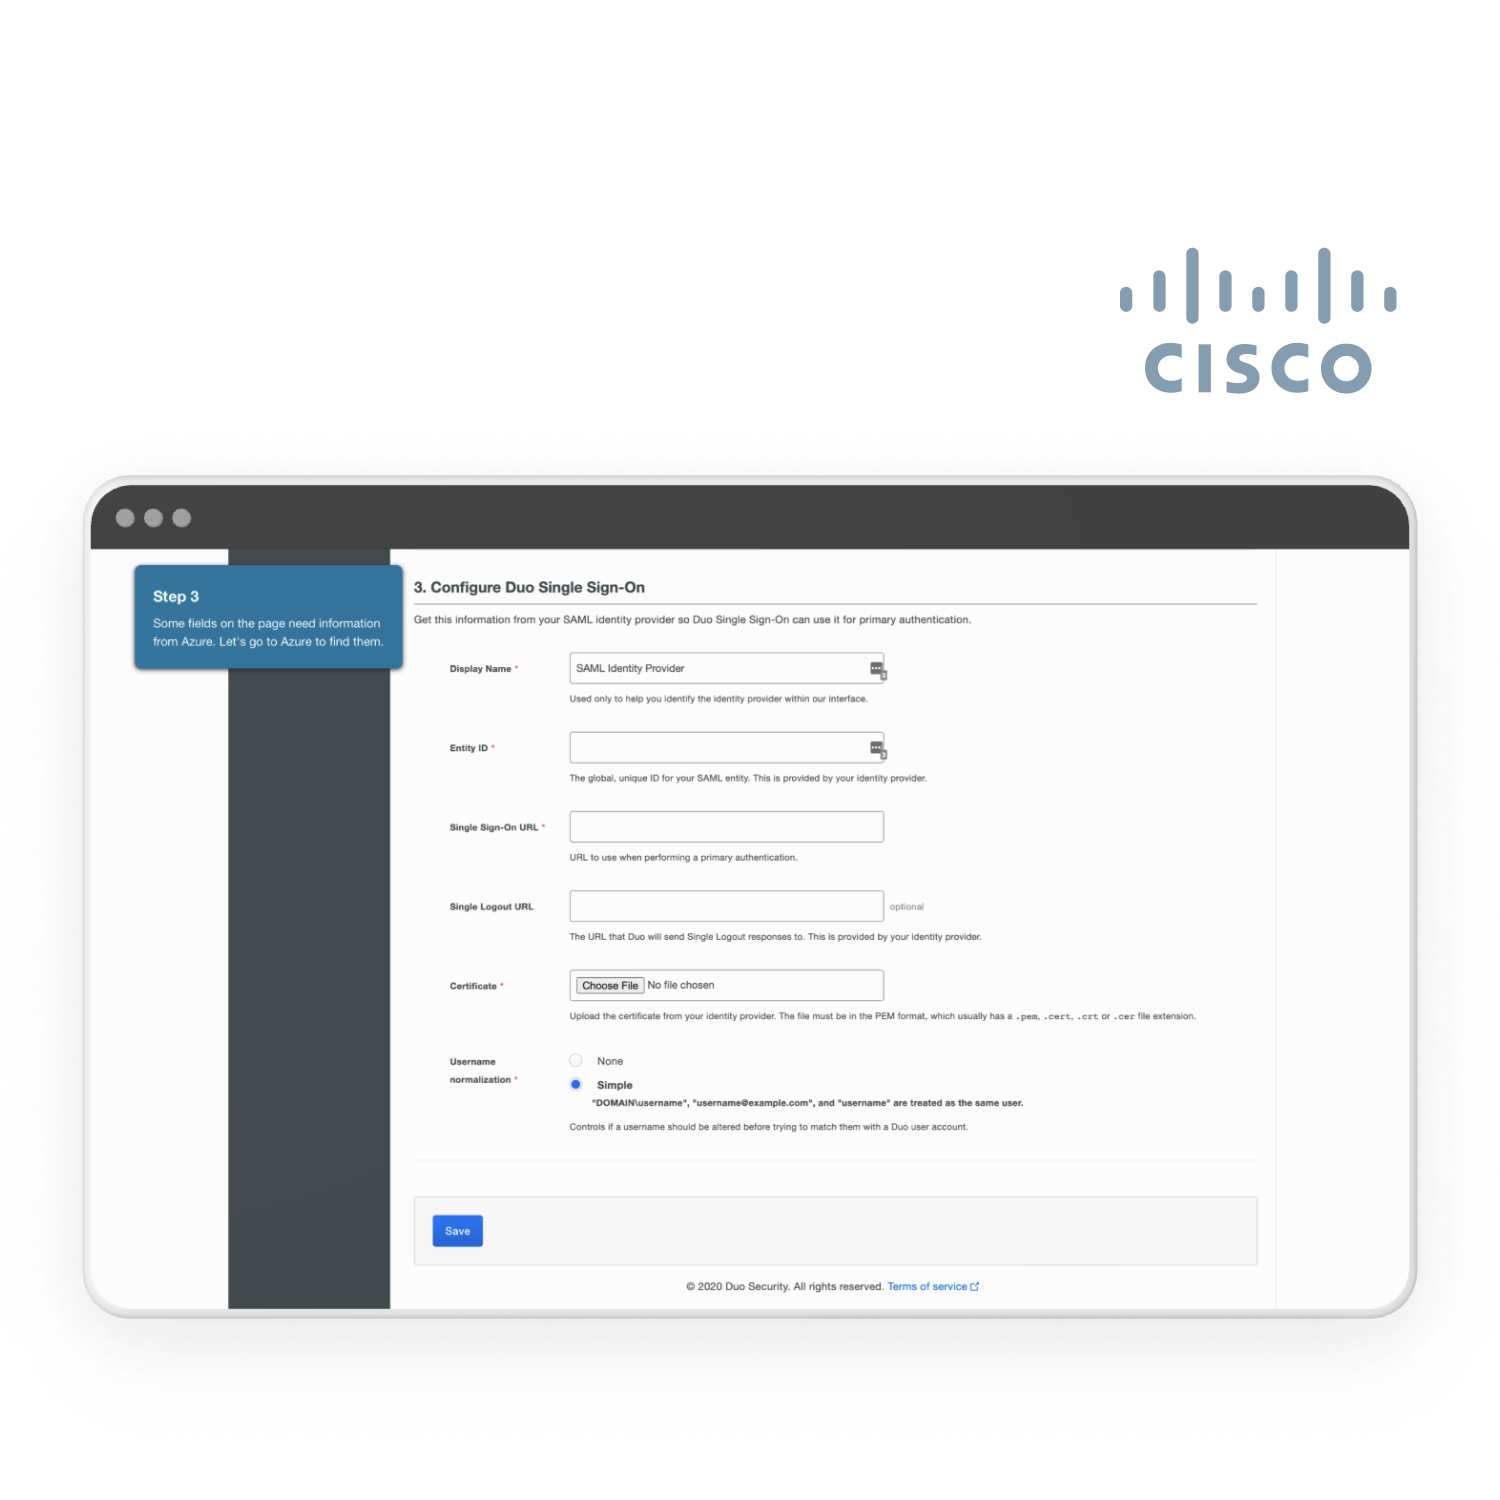 CISCO
Step 3
Some fields on the page need information
from Azure. Let's go to Azure to find them.
3. Configure Duo Single Sign-On
Get this information from your SAML identity provider so Duo Single Sign-On can use it for primary authentication.
Display Name *
SAML Identity Provider
Used only to help you identify the identity provider within our interface.
Entity ID *
The global, unique ID for your SAML entity. This is provided by your identity provider.
Single Sign-On URL *
URL to use when performing a primary authentication.
Single Logout URL
optional
The URL that Duo will send Single Logout responses to. This is provided by your identity provider.
Certificate *
Choose File No file chosen
Upload the certificate from your identity provider. The file must be in the PEM format, which usually has a .pem, .cert, .crt or .cer file extension.
Username
normalization *
None
Simple
"DOMAIN\username", "username@example.com", and "username" are treated as the same user.
Controls if a username should be altered before trying to match them with a Duo user account.
Save
© 2020 Duo Security. All rights reserved. Terms of service